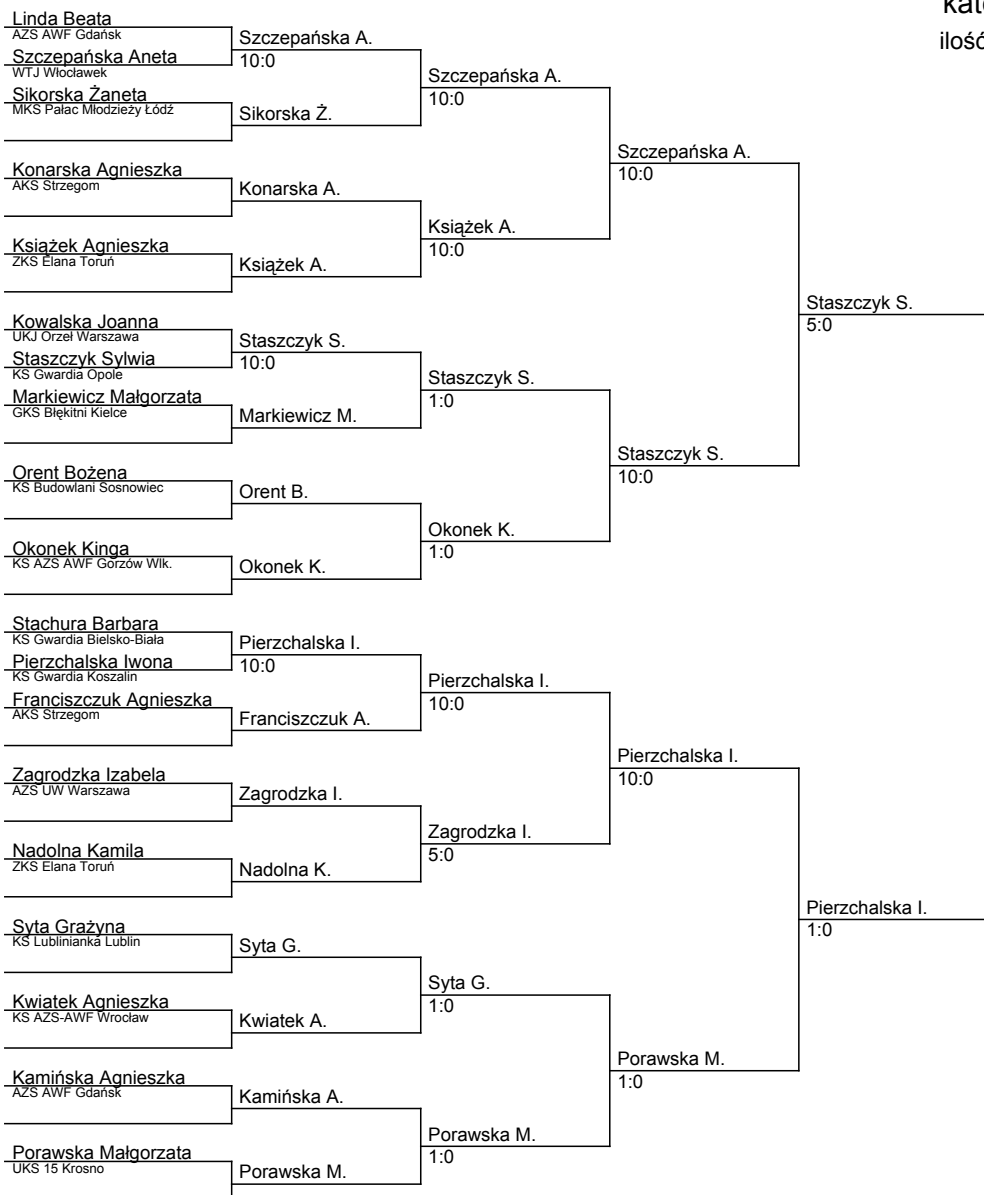 kat
ilość
Linda Beata
AZS AWF Gdańsk
Szczepańska Aneta
WTJ Włocławek
Sikorska Żaneta
MKS Pałac Młodzieży Łódź
Konarska Agnieszka
AKS Strzegom
Książek Agnieszka
ZKS Elana Toruń
Kowalska Joanna
UKJ Orzeł Warszawa
Staszczyk Sylwia
KS Gwardia Opole
Markiewicz Małgorzata
GKS Błękitni Kielce
Orent Bożena
KS Budowlani Sosnowiec
Okonek Kinga
KS AZS AWF Gorzów Wlk.
Stachura Barbara
KS Gwardia Bielsko-Biała
Pierzchalska Iwona
KS Gwardia Koszalin
Franciszczuk Agnieszka
AKS Strzegom
Zagrodzka Izabela
AZS UW Warszawa
Nadolna Kamila
ZKS Elana Toruń
Syta Grażyna
KS Lublinianka Lublin
Kwiatek Agnieszka
KS AZS-AWF Wrocław
Kamińska Agnieszka
AZS AWF Gdańsk
Porawska Małgorzata
UKS 15 Krosno
Szczepańska A.
10:0
Sikorska Ż.
Konarska A.
Książek A.
Staszczyk S.
10:0
Markiewicz M.
Orent B.
Okonek K.
Pierzchalska I.
10:0
Franciszczuk A.
Zagrodzka I.
Nadolna K.
Syta G.
Kwiatek A.
Kamińska A.
Porawska M.
Szczepańska A.
10:0
Książek A.
10:0
Staszczyk S.
1:0
Okonek K.
1:0
Pierzchalska I.
10:0
Zagrodzka I.
5:0
Syta G.
1:0
Porawska M.
1:0
Szczepańska A.
10:0
Staszczyk S.
10:0
Pierzchalska I.
10:0
Porawska M.
1:0
Staszczyk S.
5:0
Pierzchalska I.
1:0